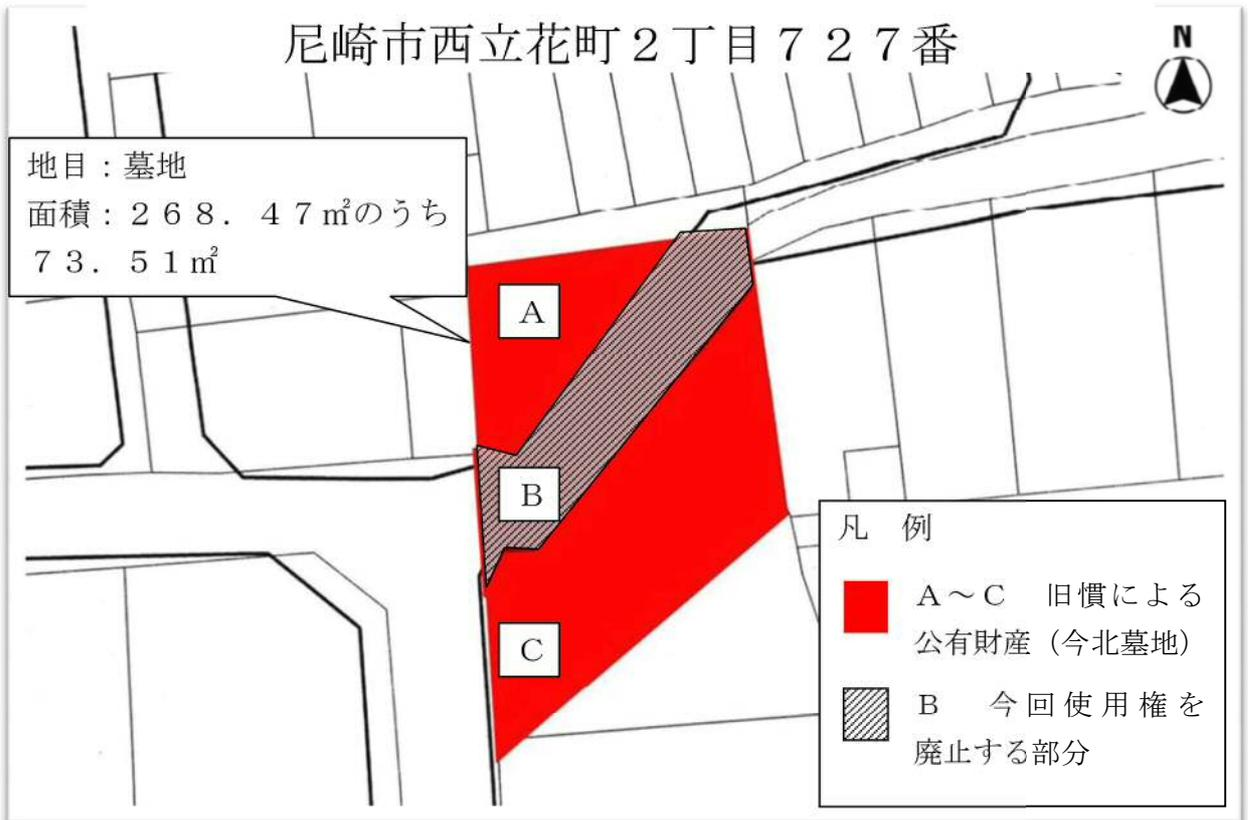 尼崎市西立花町２丁目７２７番
N
地目：墓地
面積：２６８．４７㎡のうち
７３．５１㎡
A
B
C
凡　例
A～C　旧慣による
公有財産（今北墓地）
B　今回使用権を
廃止する部分